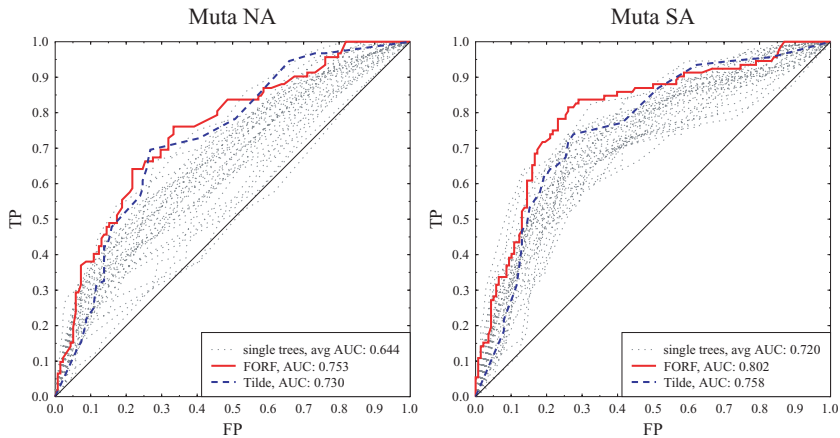 Muta NA
1.0
0.9
0.8
0.7
0.6
0.5
0.4
0.3
0.2
0.1
0.0
TP
0.0 0.1 0.2 0.3 0.4 0.5 0.6 0.7 0.8 0.9 1.0
FP
single trees, avg AUC: 0.644
FORF, AUC: 0.753
Tilde, AUC: 0.730
Muta SA
1.0
0.9
0.8
0.7
0.6
0.5
0.4
0.3
0.2
0.1
0.0
TP
0.0 0.1 0.2 0.3 0.4 0.5 0.6 0.7 0.8 0.9 1.0
FP
single trees, avg AUC: 0.720
FORF, AUC: 0.802
Tilde, AUC: 0.758